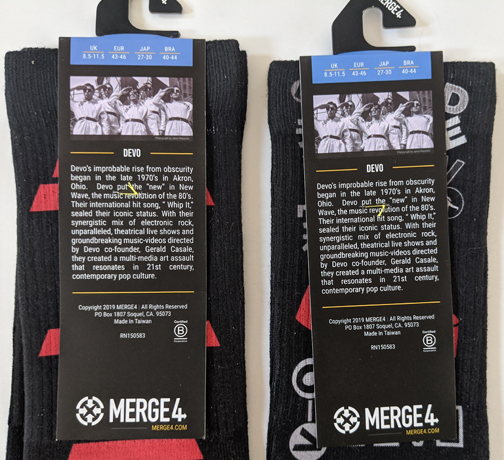 MERGE4
UK EUR JAP BRA
6.5-11.5 43-46 27-30 40-44
DEVO
Devo's improbable rise from obscurity
began in the late 1970's in Akron,
Ohio. Devo put the "new" in New
Wave, the music revolution of the 80's.
Their international hit song, " Whip It,"
sealed their iconic status. With their
synergistic mix of electronic rock,
unparalleled, theatrical live shows and
groundbreaking music-videos directed
by Devo co-founder, Gerald Casale,
they created a multi-media art assault
that resonates in 21st century,
contemporary pop culture.
Copyright 2019 MERGE4 : All Rights Reserved
PO Box 1807 Soquel, CA. 95073
Made in Taiwan
RN150583
Certified
B
Corporation
MERGE4
MERGE4.COM
MERGE4
UK EUR JAP BRA
6.5-11.5 43-46 27-30 40-44
DEVO
Devo's improbable rise from obscurity
began in the late 1970's in Akron,
Ohio. Devo put the "new" in New
Wave, the music revolution of the 80's.
Their international hit song, " Whip It,"
sealed their iconic status. With their
synergistic mix of electronic rock,
unparalleled, theatrical live shows and
groundbreaking music-videos directed
by Devo co-founder, Gerald Casale,
they created a multi-media art assault
that resonates in 21st century,
contemporary pop culture.
Copyright 2019 MERGE4 : All Rights Reserved
PO Box 1807 Soquel, CA. 95073
Made in Taiwan
RN150583
Certified
B
Corporation
MERGE4
MERGE4.COM